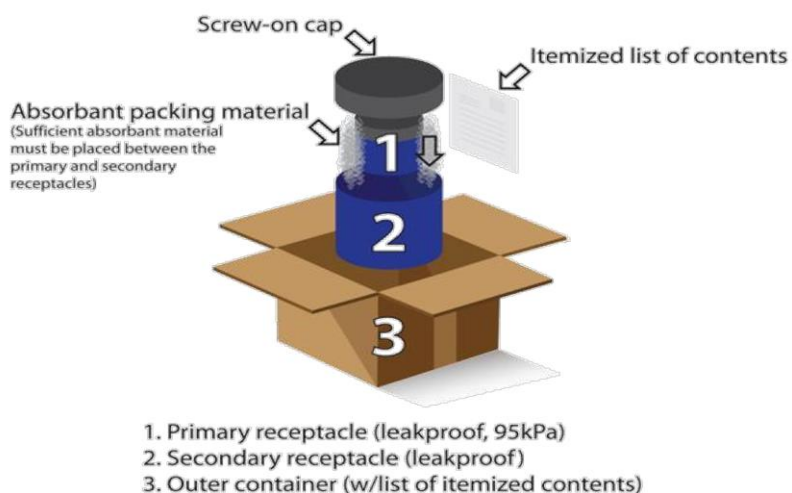 Screw-on cap
Itemized list of contents
Absorbant packing material
(Sufficient absorbant material
must be placed between the
primary and secondary
receptacles)
1
2
3
1. Primary receptacle (leakproof, 95kPa)
2. Secondary receptacle (leakproof)
3. Outer container (w/list of itemized contents)